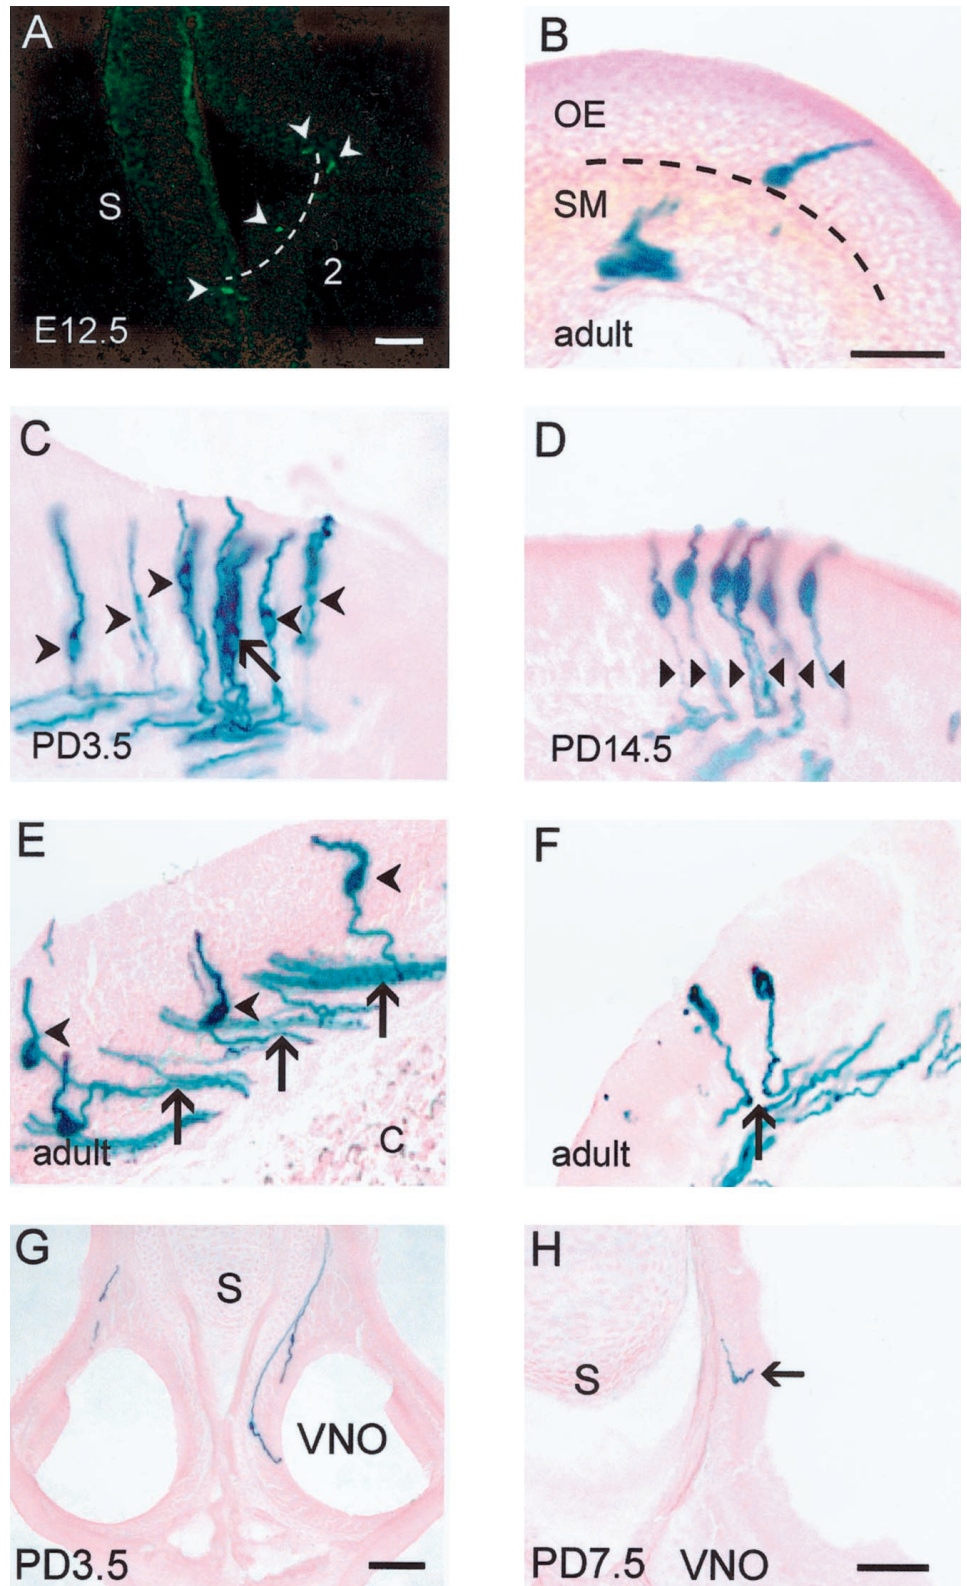 A
S
2
E12.5
B
OE
SM
adult
C
PD3.5
D
PD14.5
E
adult
C
F
adult
G
S
VNO
PD3.5
H
S
PD7.5 VNO